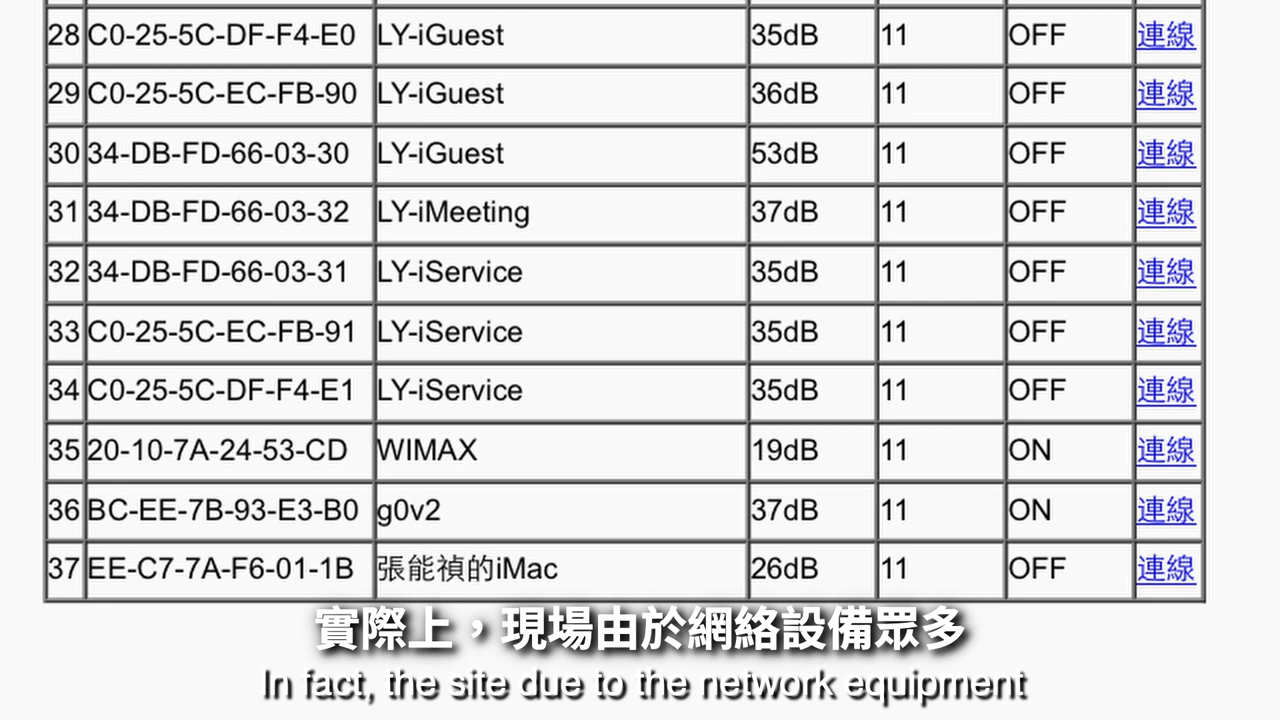 28 C0-25-5C-DF-F4-E0 LY-iGuest 35dB 11 OFF 連線
29 C0-25-5C-EC-FB-90 LY-iGuest 36dB 11 OFF 連線
30 34-DB-FD-66-03-30 LY-iGuest 53dB 11 OFF 連線
31 34-DB-FD-66-03-32 LY-iMeeting 37dB 11 OFF 連線
32 34-DB-FD-66-03-31 LY-iService 35dB 11 OFF 連線
33 C0-25-5C-EC-FB-91 LY-iService 35dB 11 OFF 連線
34 C0-25-5C-DF-F4-E1 LY-iService 35dB 11 OFF 連線
35 20-10-7A-24-53-CD WIMAX 19dB 11 ON 連線
36 BC-EE-7B-93-E3-B0 g0v2 37dB 11 ON 連線
37 EE-C7-7A-F6-01-1B 張能禎的iMac 26dB 11 OFF 連線
實際上，現場由於網絡設備眾多
In fact, the site due to the network equipment